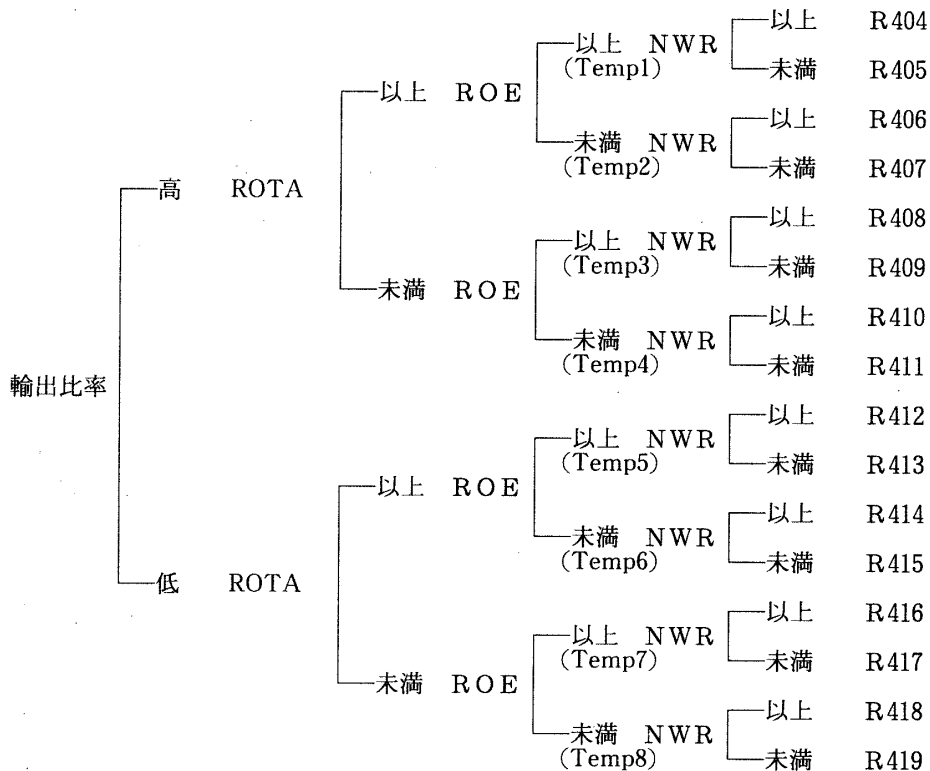 以上 R404
以上 NWR
(Temp1)
未満 R405
以上 ROE
以上 R406
未満 NWR
(Temp2)
未満 R407
高 ROTA
以上 R408
以上 NWR
(Temp3)
未満 R409
未満 ROE
以上 R410
未満 NWR
(Temp4)
未満 R411
輸出比率
以上 R412
以上 NWR
(Temp5)
未満 R413
以上 ROE
以上 R414
未満 NWR
(Temp6)
未満 R415
低 ROTA
以上 R416
以上 NWR
(Temp7)
未満 R417
未満 ROE
以上 R418
未満 NWR
(Temp8)
未満 R419